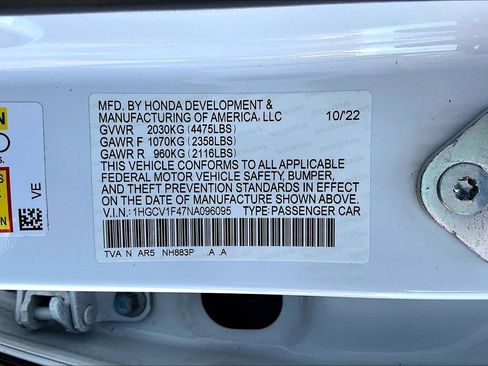 MFD. BY HONDA DEVELOPMENT &
MANUFACTURING OF AMERICA, LLC 10/22
GVWR 2030KG (4475LBS)
GAWR F 1070KG (2358LBS)
GAWR R 960KG (2116LBS)
THIS VEHICLE CONFORMS TO ALL APPLICABLE
FEDERAL MOTOR VEHICLE SAFETY, BUMPER,
AND THEFT PREVENTION STANDARDS IN EFFECT
ON THE DATE OF MANUFACTURE SHOWN ABOVE.
V.I.N.: 1HGCV1F47NA096095 TYPE: PASSENGER CAR
TVA N AR5 NH883P .A .A
VE